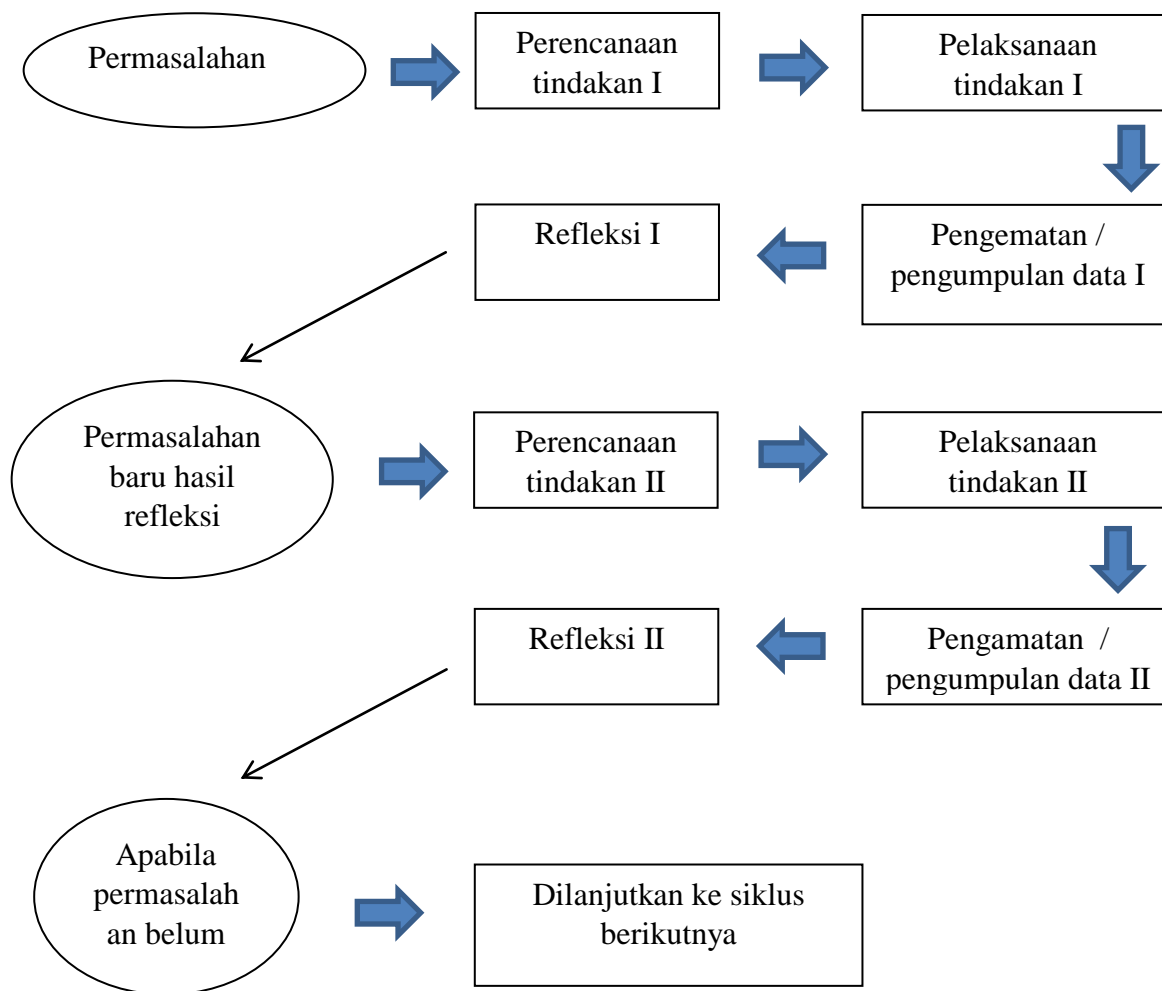 Permasalahan
Perencanaan
tindakan I
Pelaksanaan
tindakan I
Refleksi I
Pengematan /
pengumpulan data I
Permasalahan
baru hasil
refleksi
Perencanaan
tindakan II
Pelaksanaan
tindakan II
Refleksi II
Pengamatan /
pengumpulan data II
Apabila
permasalah
an belum
Dilanjutkan ke siklus
berikutnya